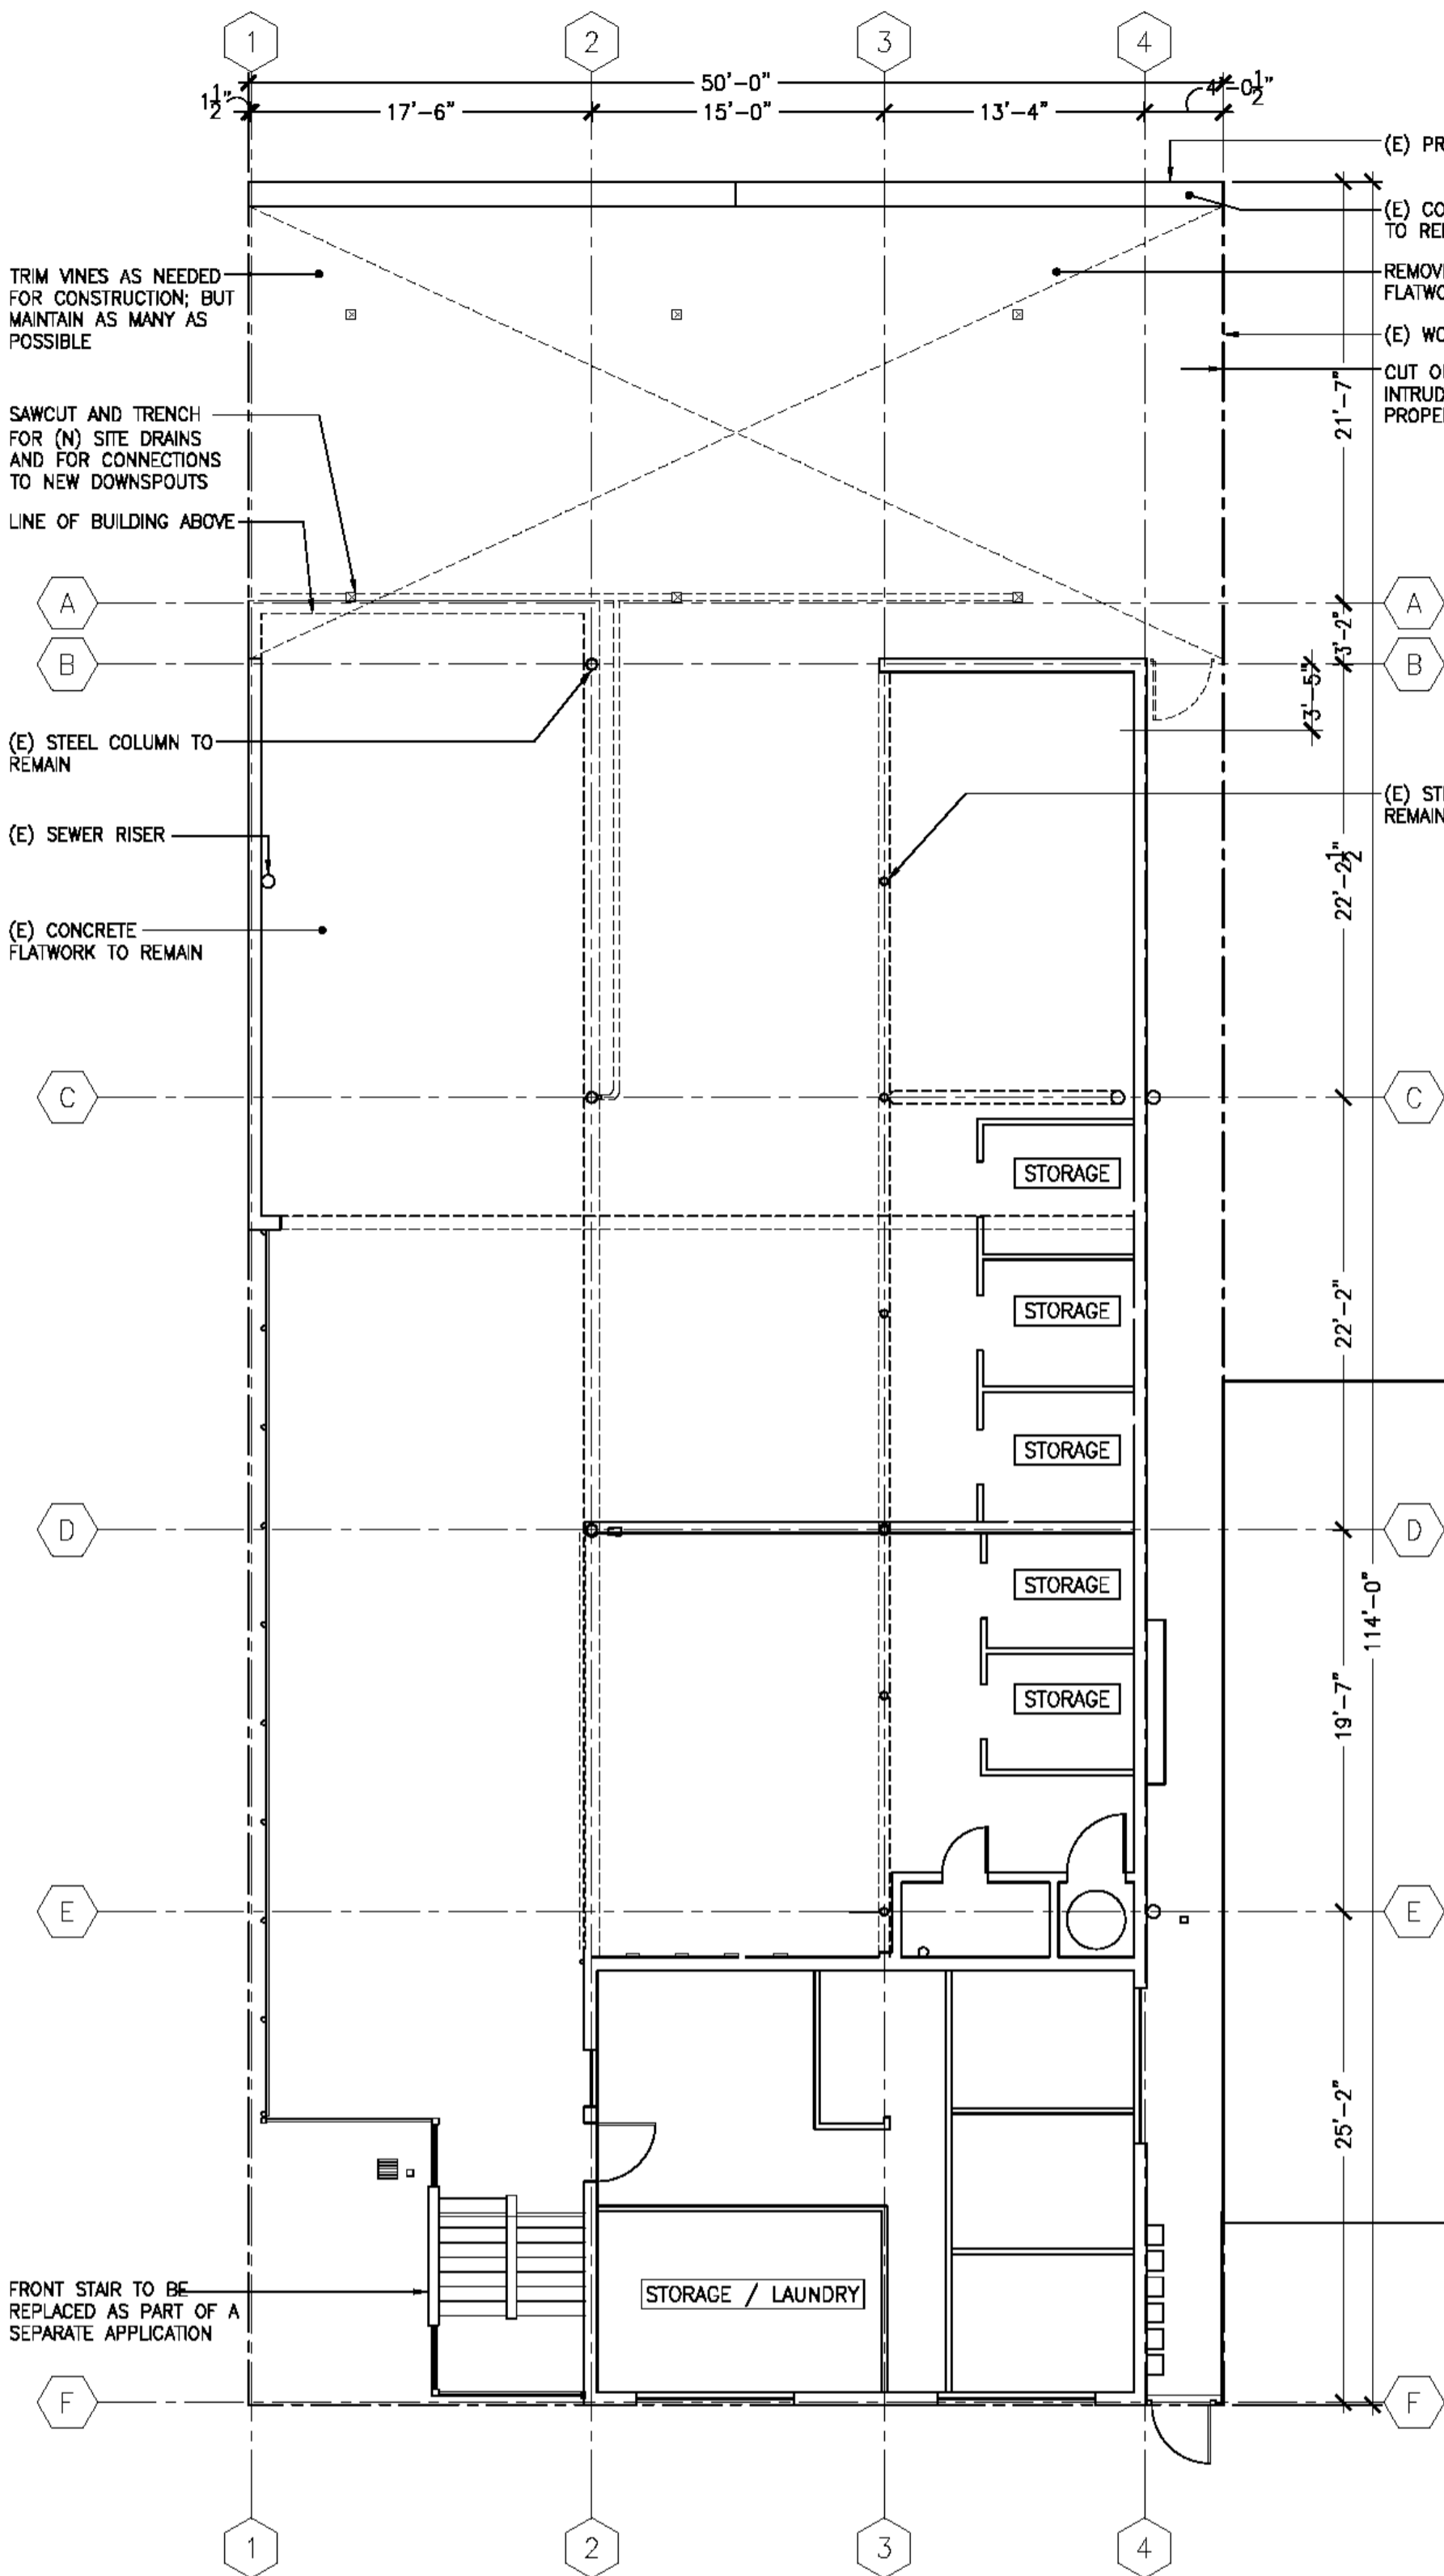 1
2
3
4
50'-0"
1 1/2"
17'-6"
15'-0"
13'-4"
4'-0 1/2"
(E) PR
(E) CO
TO RE
REMOV
FLATWO
(E) WO
CUT O
INTRUD
PROPE
TRIM VINES AS NEEDED
FOR CONSTRUCTION; BUT
MAINTAIN AS MANY AS
POSSIBLE
21'-7"
SAWCUT AND TRENCH
FOR (N) SITE DRAINS
AND FOR CONNECTIONS
TO NEW DOWNSPOUTS
LINE OF BUILDING ABOVE
A
A
3'-2"
B
B
3'-5"
(E) STEEL COLUMN TO
REMAIN
(E) ST
REMAIN
(E) SEWER RISER
22'-2 1/2"
(E) CONCRETE
FLATWORK TO REMAIN
C
C
STORAGE
STORAGE
22'-2"
STORAGE
D
D
STORAGE
114'-0"
STORAGE
19'-7"
E
E
25'-2"
FRONT STAIR TO BE
REPLACED AS PART OF A
SEPARATE APPLICATION
STORAGE / LAUNDRY
F
F
1
2
3
4